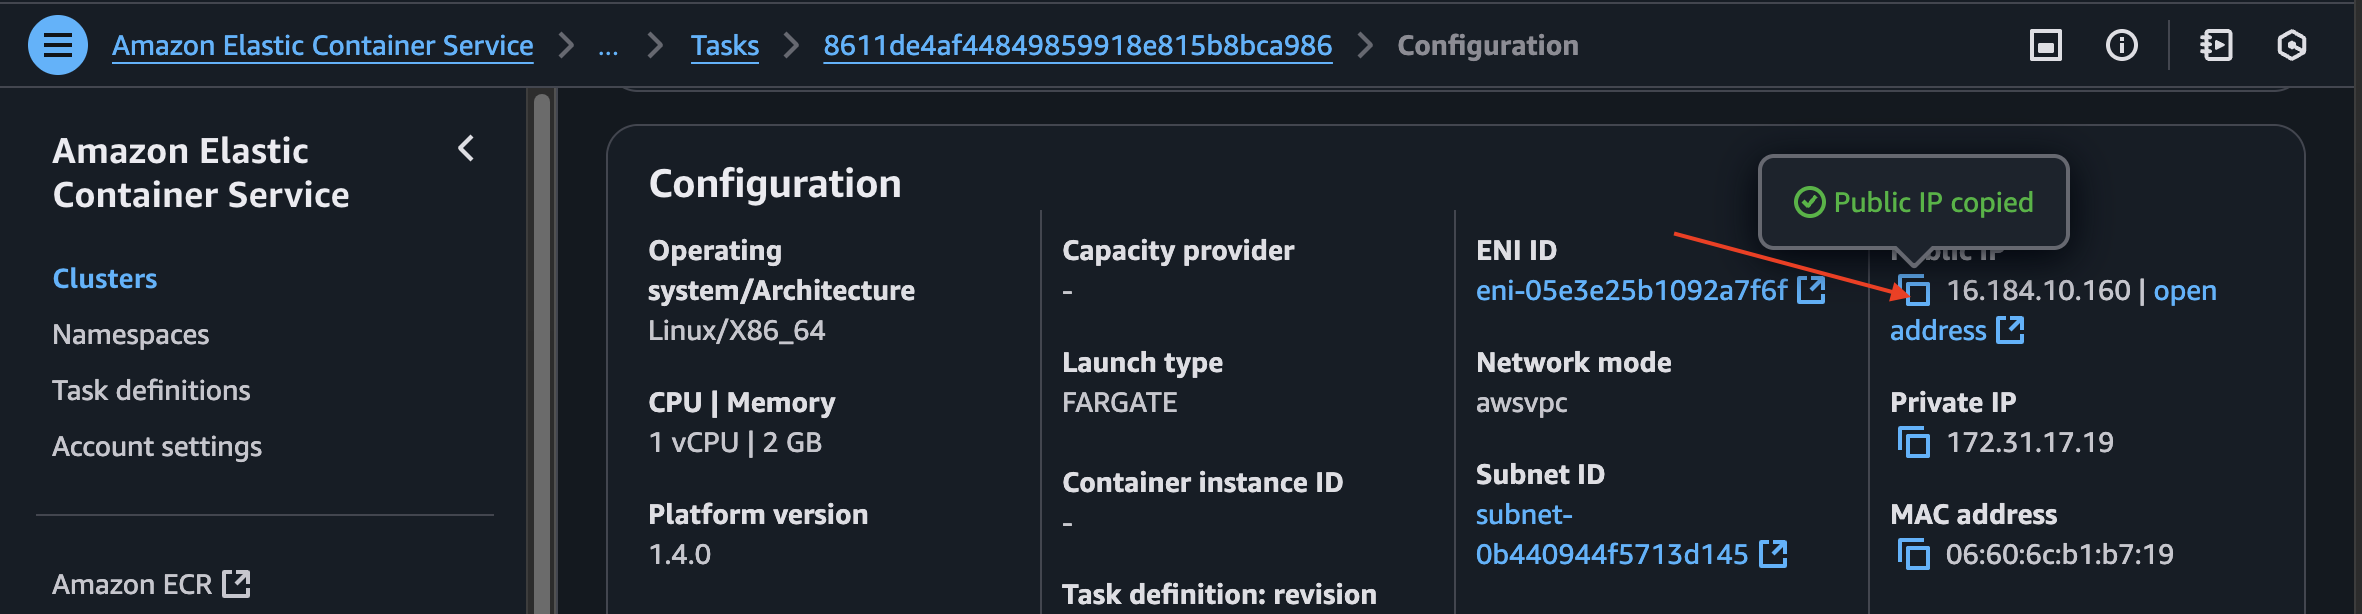 Amazon Elastic Container Service > ... > Tasks > 8611de4af44849859918e815b8bca986 > Configuration
Amazon Elastic
Container Service
Clusters
Namespaces
Task definitions
Account settings
Amazon ECR
Configuration
Operating
system/Architecture
Linux/X86_64
CPU | Memory
1 vCPU | 2 GB
Platform version
1.4.0
Capacity provider
-
Launch type
FARGATE
Container instance ID
-
Task definition: revision
ENI ID
eni-05e3e25b1092a7f6f
Network mode
awsvpc
Subnet ID
subnet-
0b440944f5713d145
Public IP copied
Public IP
16.184.10.160 | open
address
Private IP
172.31.17.19
MAC address
06:60:6c:b1:b7:19